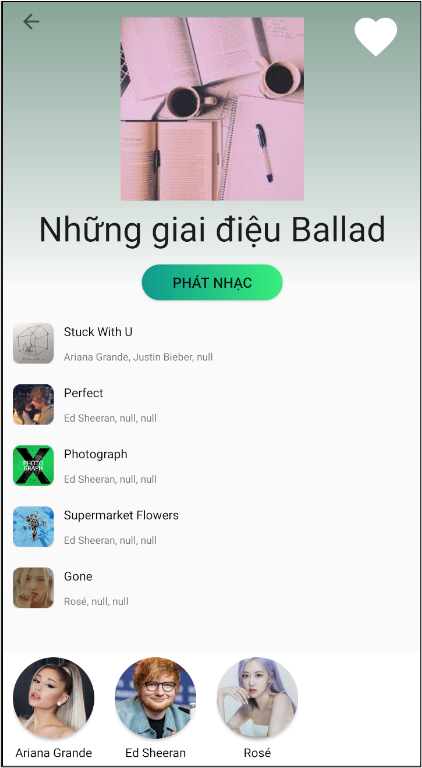 Những giai điệu Ballad
PHÁT NHẠC
Stuck With U
Ariana Grande, Justin Bieber, null
Perfect
Ed Sheeran, null, null
Photograph
Ed Sheeran, null, null
PHOTO
GRAPH
Supermarket Flowers
Ed Sheeran, null, null
Gone
Rosé, null, null
Ariana Grande
Ed Sheeran
Rosé